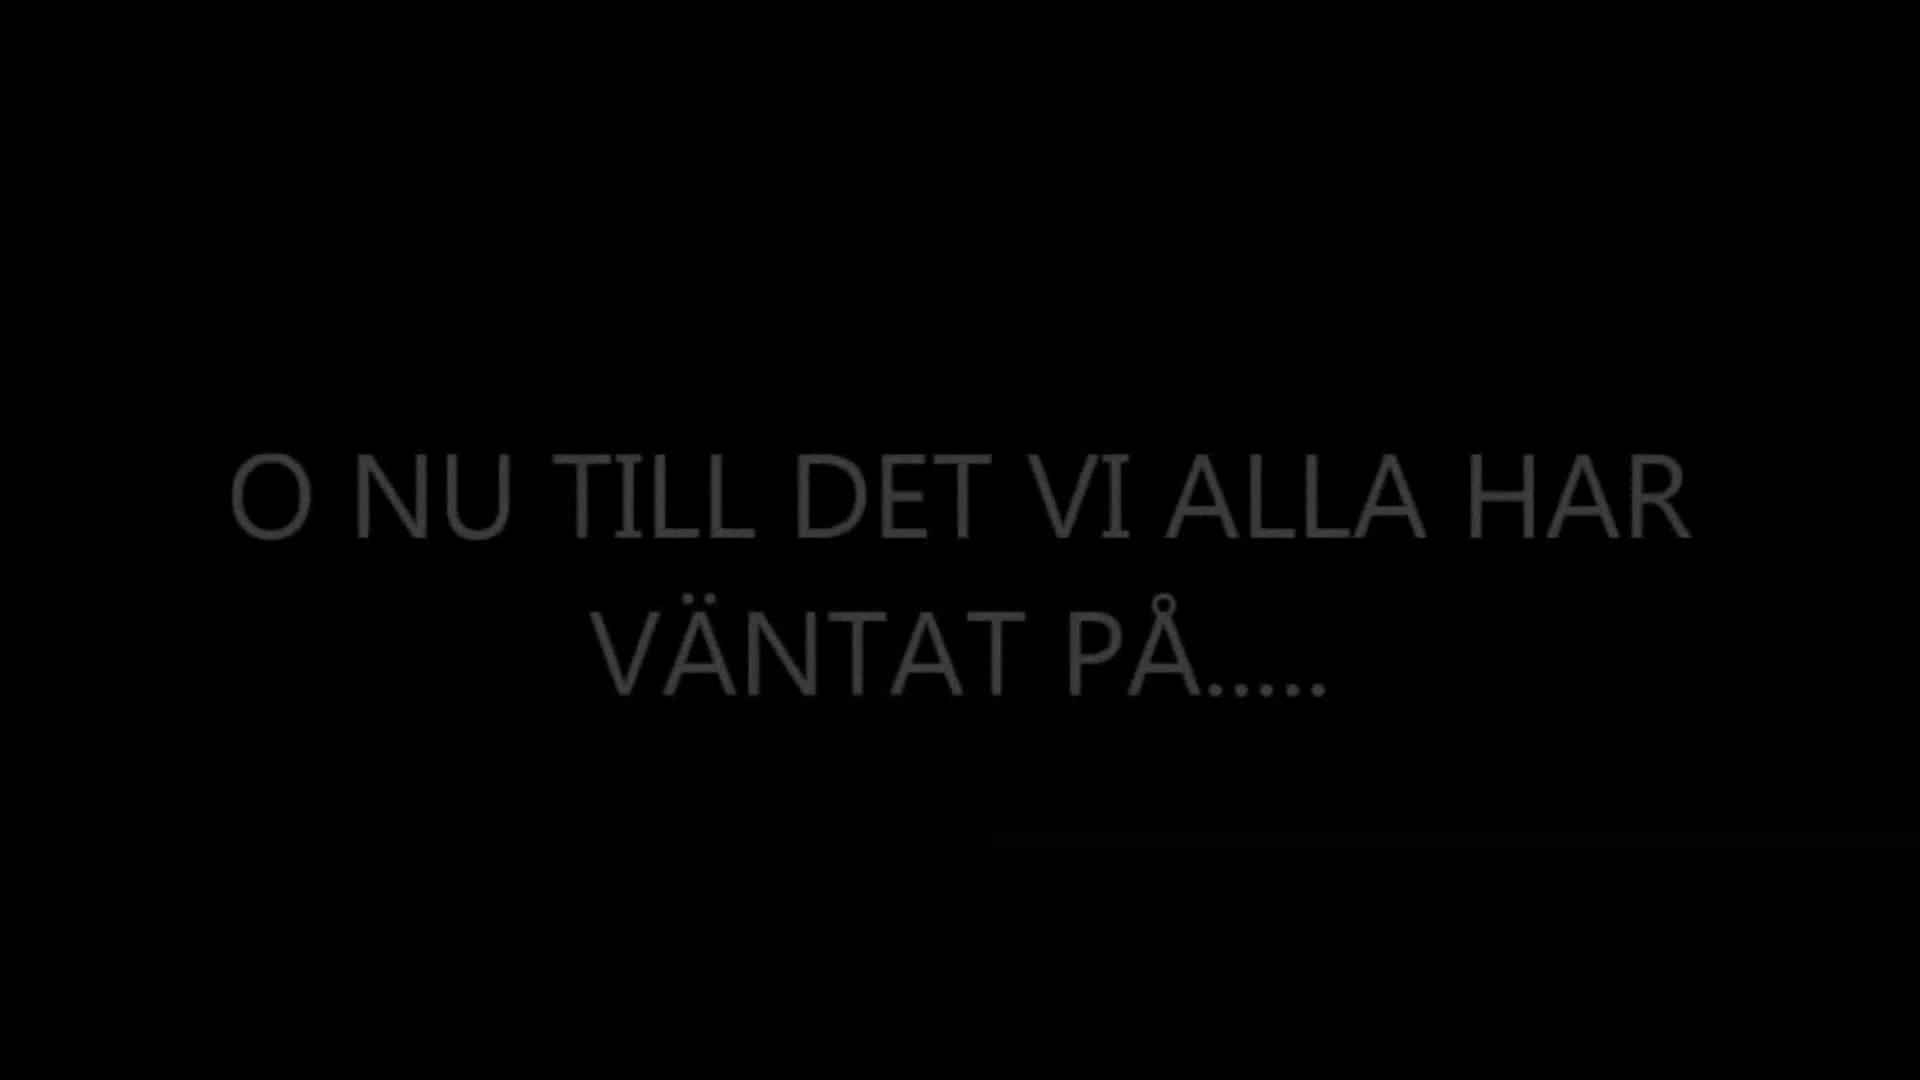 O NU TILL DET VI ALLA HAR
VÄNTAT PÅ.....